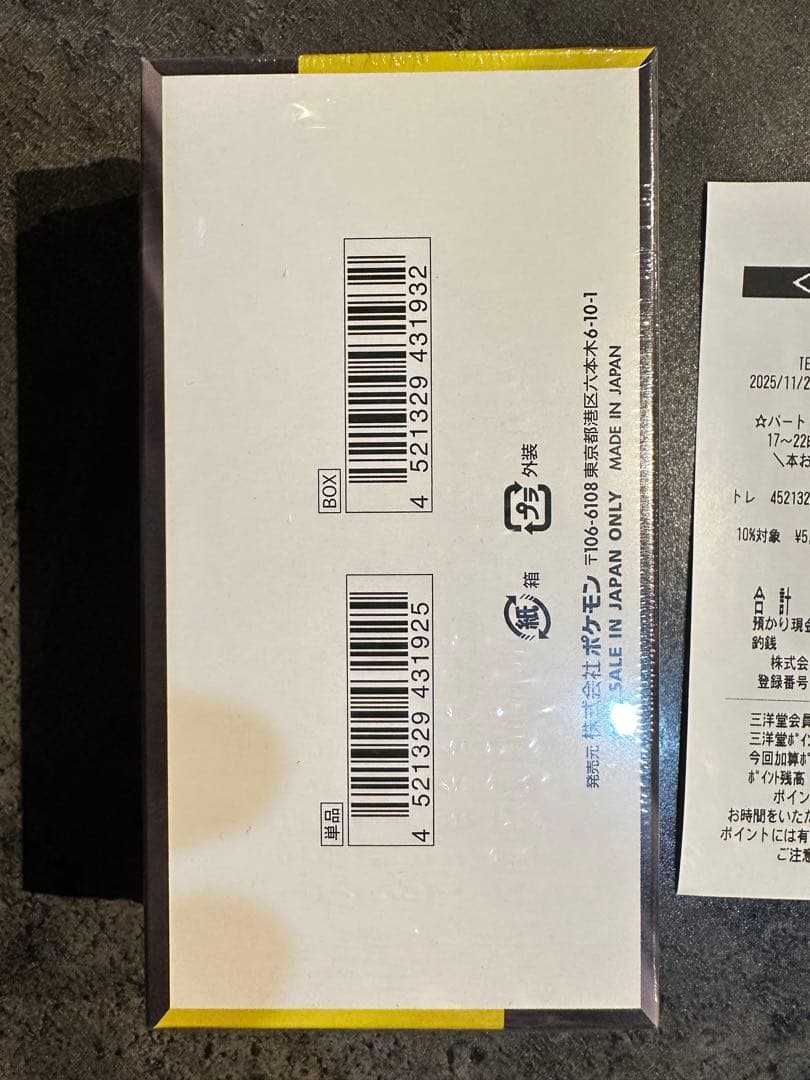 BOX
4 521329 431932
単品
4 521329 431925
紙 箱
プラ 外装
発売元 株式会社 ポケモン 〒106-6108 東京都港区六本木6-10-1
SALE IN JAPAN ONLY MADE IN JAPAN
TE
2025/11/2
☆パート
17〜22
\本お
トレ 452132
10%対象 ¥5,
合 計
預かり現金
釣銭
株式会
登録番号
三洋堂会員
三洋堂ポイン
今回加算ポ
ポイント残高
ポイン
お時間をいただ
ポイントには有
ご注意